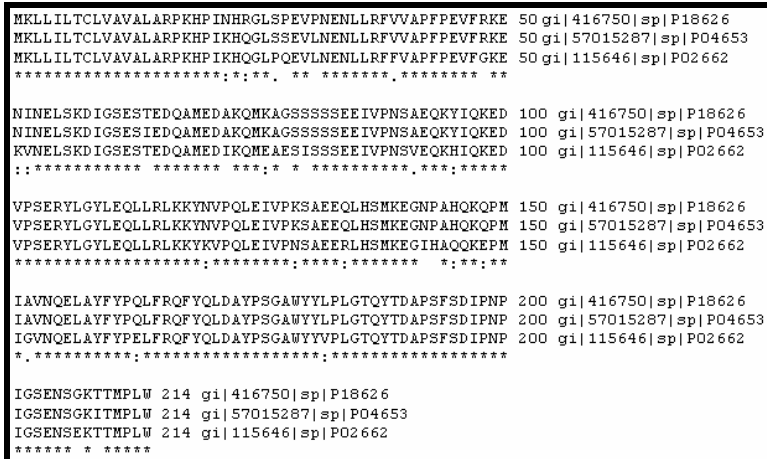 MKLLILTCLVAVALARPKHPINHRGLSPEVPNENLLRFVVAPFPEVFRKE 50 gi|416750|sp|P18626
MKLLILTCLVAVALARPKHPIKHQGLSSEVLNENLLRFVVAPFPEVFRKE 50 gi|57015287|sp|P04653
MKLLILTCLVAVALARPKHPIKHQGLPQEVLNENLLRFFVAPFPEVFGKE 50 gi|115646|sp|P02662
*********************:*:**. ** *******.******** **
NINELSKDIGSESTEDQAMEDAKQMKAGSSSSSEEIVPNSAEQKYIQKED 100 gi|416750|sp|P18626
NINELSKDIGSESIEDQAMEDAKQMKAGSSSSSEEIVPNSAEQKYIQKED 100 gi|57015287|sp|P04653
KVNELSKDIGSESTEDQAMEDIKQMEAESISSSEEIVPNSVEQKHIQKED 100 gi|115646|sp|P02662
::*********** ******* ***:* * **********.***:*****
VPSERYLGYLEQLLRLKKYNVPQLEIVPKSAEEQLHSMKEGNPAHQKQPM 150 gi|416750|sp|P18626
VPSERYLGYLEQLLRLKKYNVPQLEIVPKSAEEQLHSMKEGNPAHQKQPM 150 gi|57015287|sp|P04653
VPSERYLGYLEQLLRLKKYKVPQLEIVPNSAEERLHSMKEGIHAQQKEPM 150 gi|115646|sp|P02662
*******************:********:****:*******  *:**:**
IAVNQELAYFYPQLFRQFYQLDAYPSGAWYYLPLGTQYTDAPSFSDIPNP 200 gi|416750|sp|P18626
IAVNQELAYFYPQLFRQFYQLDAYPSGAWYYLPLGTQYTDAPSFSDIPNP 200 gi|57015287|sp|P04653
IGVNQELAYFYPELFRQFYQLDAYPSGAWYYVPLGTQYTDAPSFSDIPNP 200 gi|115646|sp|P02662
*.**********:******************:******************
IGSENSGKTTMPLW 214 gi|416750|sp|P18626
IGSENSGKITMPLW 214 gi|57015287|sp|P04653
IGSENSEKTTMPLW 214 gi|115646|sp|P02662
****** * *****